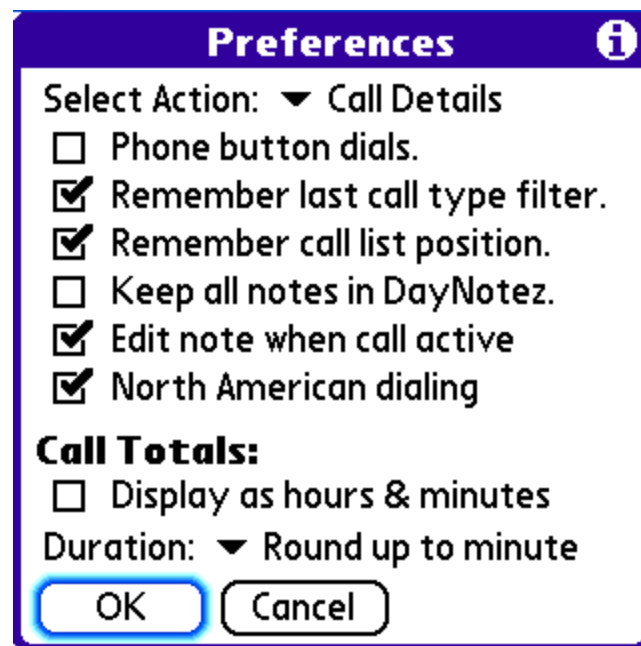 Preferences
Select Action: Call Details
Phone button dials.
Remember last call type filter.
Remember call list position.
Keep all notes in DayNotez.
Edit note when call active
North American dialing
Call Totals:
Display as hours & minutes
Duration: Round up to minute
OK Cancel